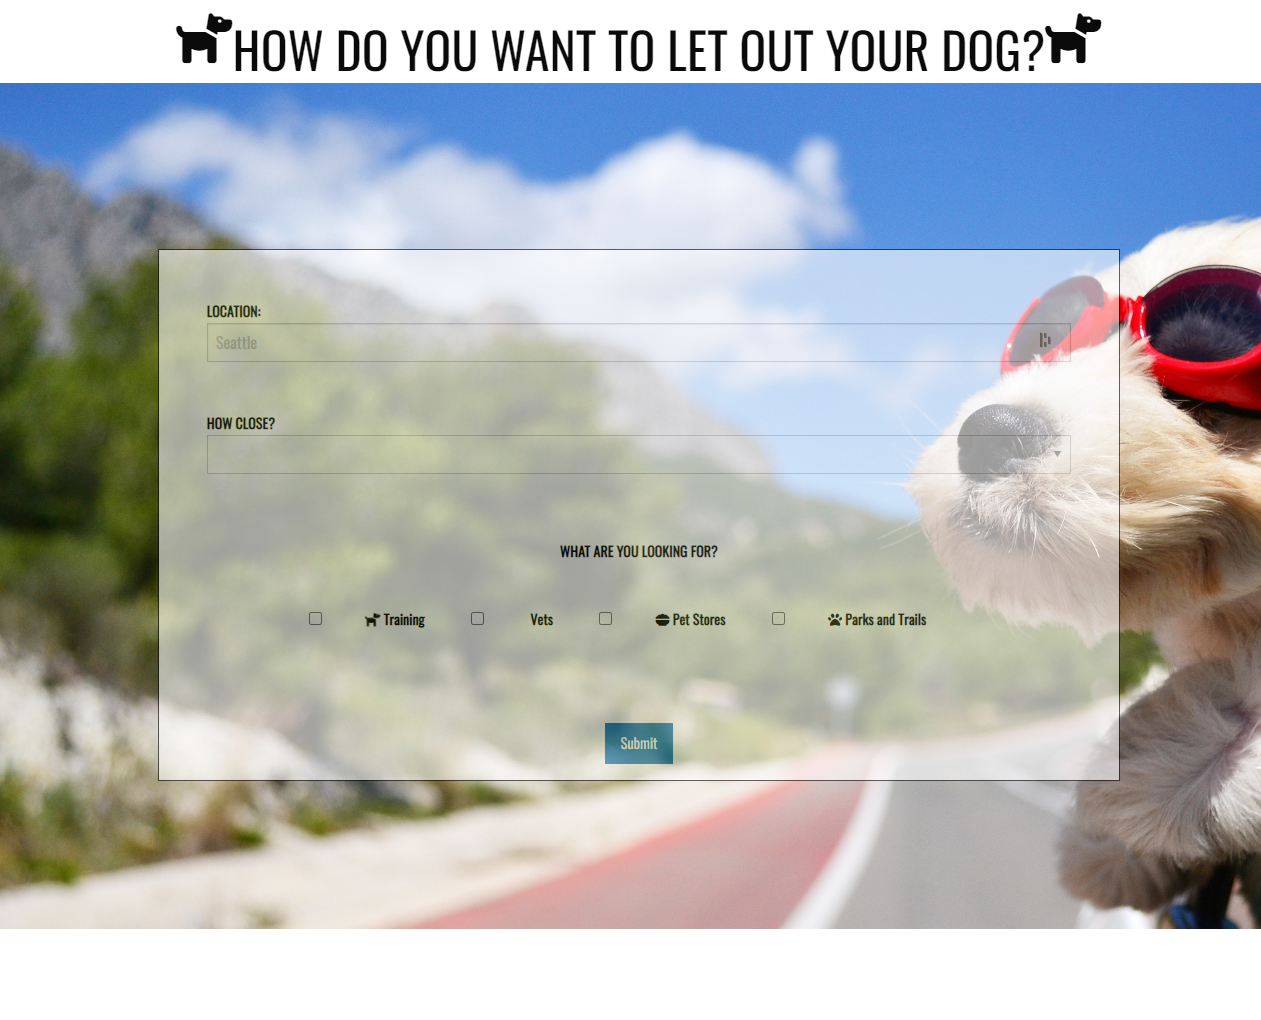 HOW DO YOU WANT TO LET OUT YOUR DOG?
LOCATION:
Seattle
HOW CLOSE?
WHAT ARE YOU LOOKING FOR?
Training Vets Pet Stores Parks and Trails
Submit